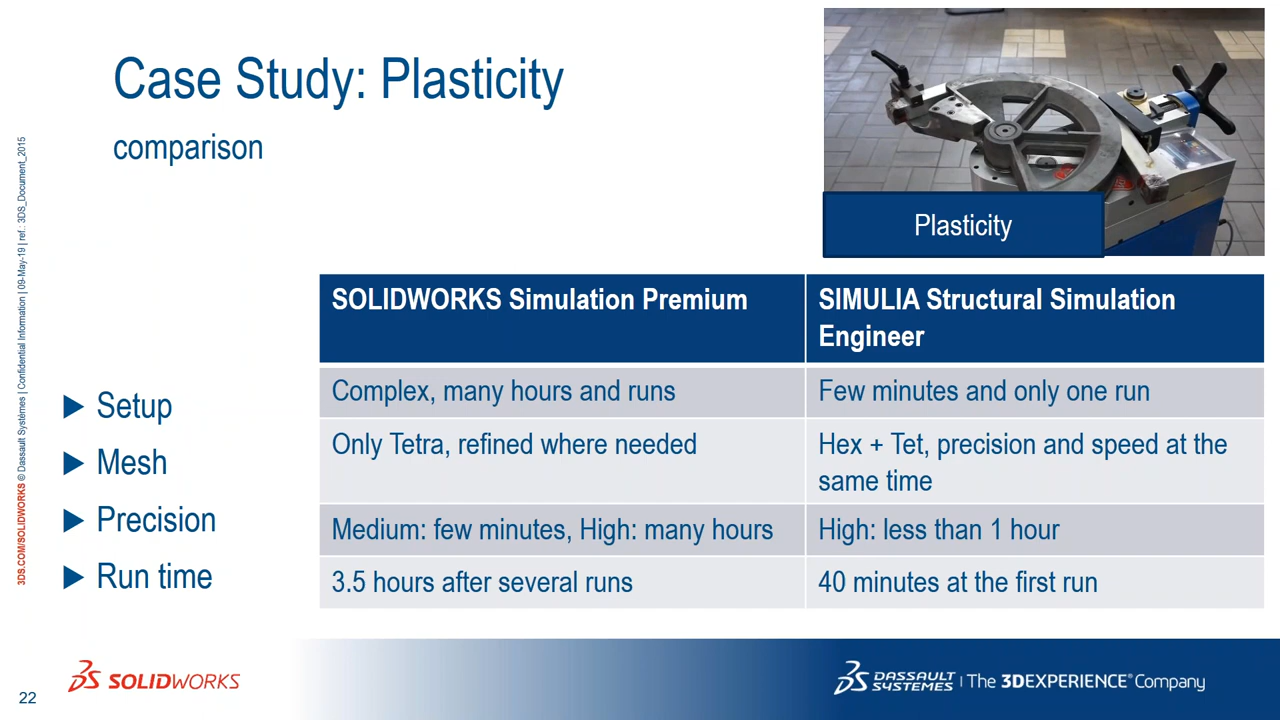 Case Study: Plasticity
comparison
Plasticity
3DS.COM/SOLIDWORKS © Dassault Systèmes | Confidential Information | 09-May-19 | ref.: 3DS_Document_2015
SOLIDWORKS Simulation Premium
SIMULIA Structural Simulation
Engineer
Setup
Complex, many hours and runs
Few minutes and only one run
Mesh
Only Tetra, refined where needed
Hex + Tet, precision and speed at the
same time
Precision
Medium: few minutes, High: many hours
High: less than 1 hour
Run time
3.5 hours after several runs
40 minutes at the first run
22
SOLIDWORKS
DASSAULT
SYSTEMES | The 3DEXPERIENCE® Company